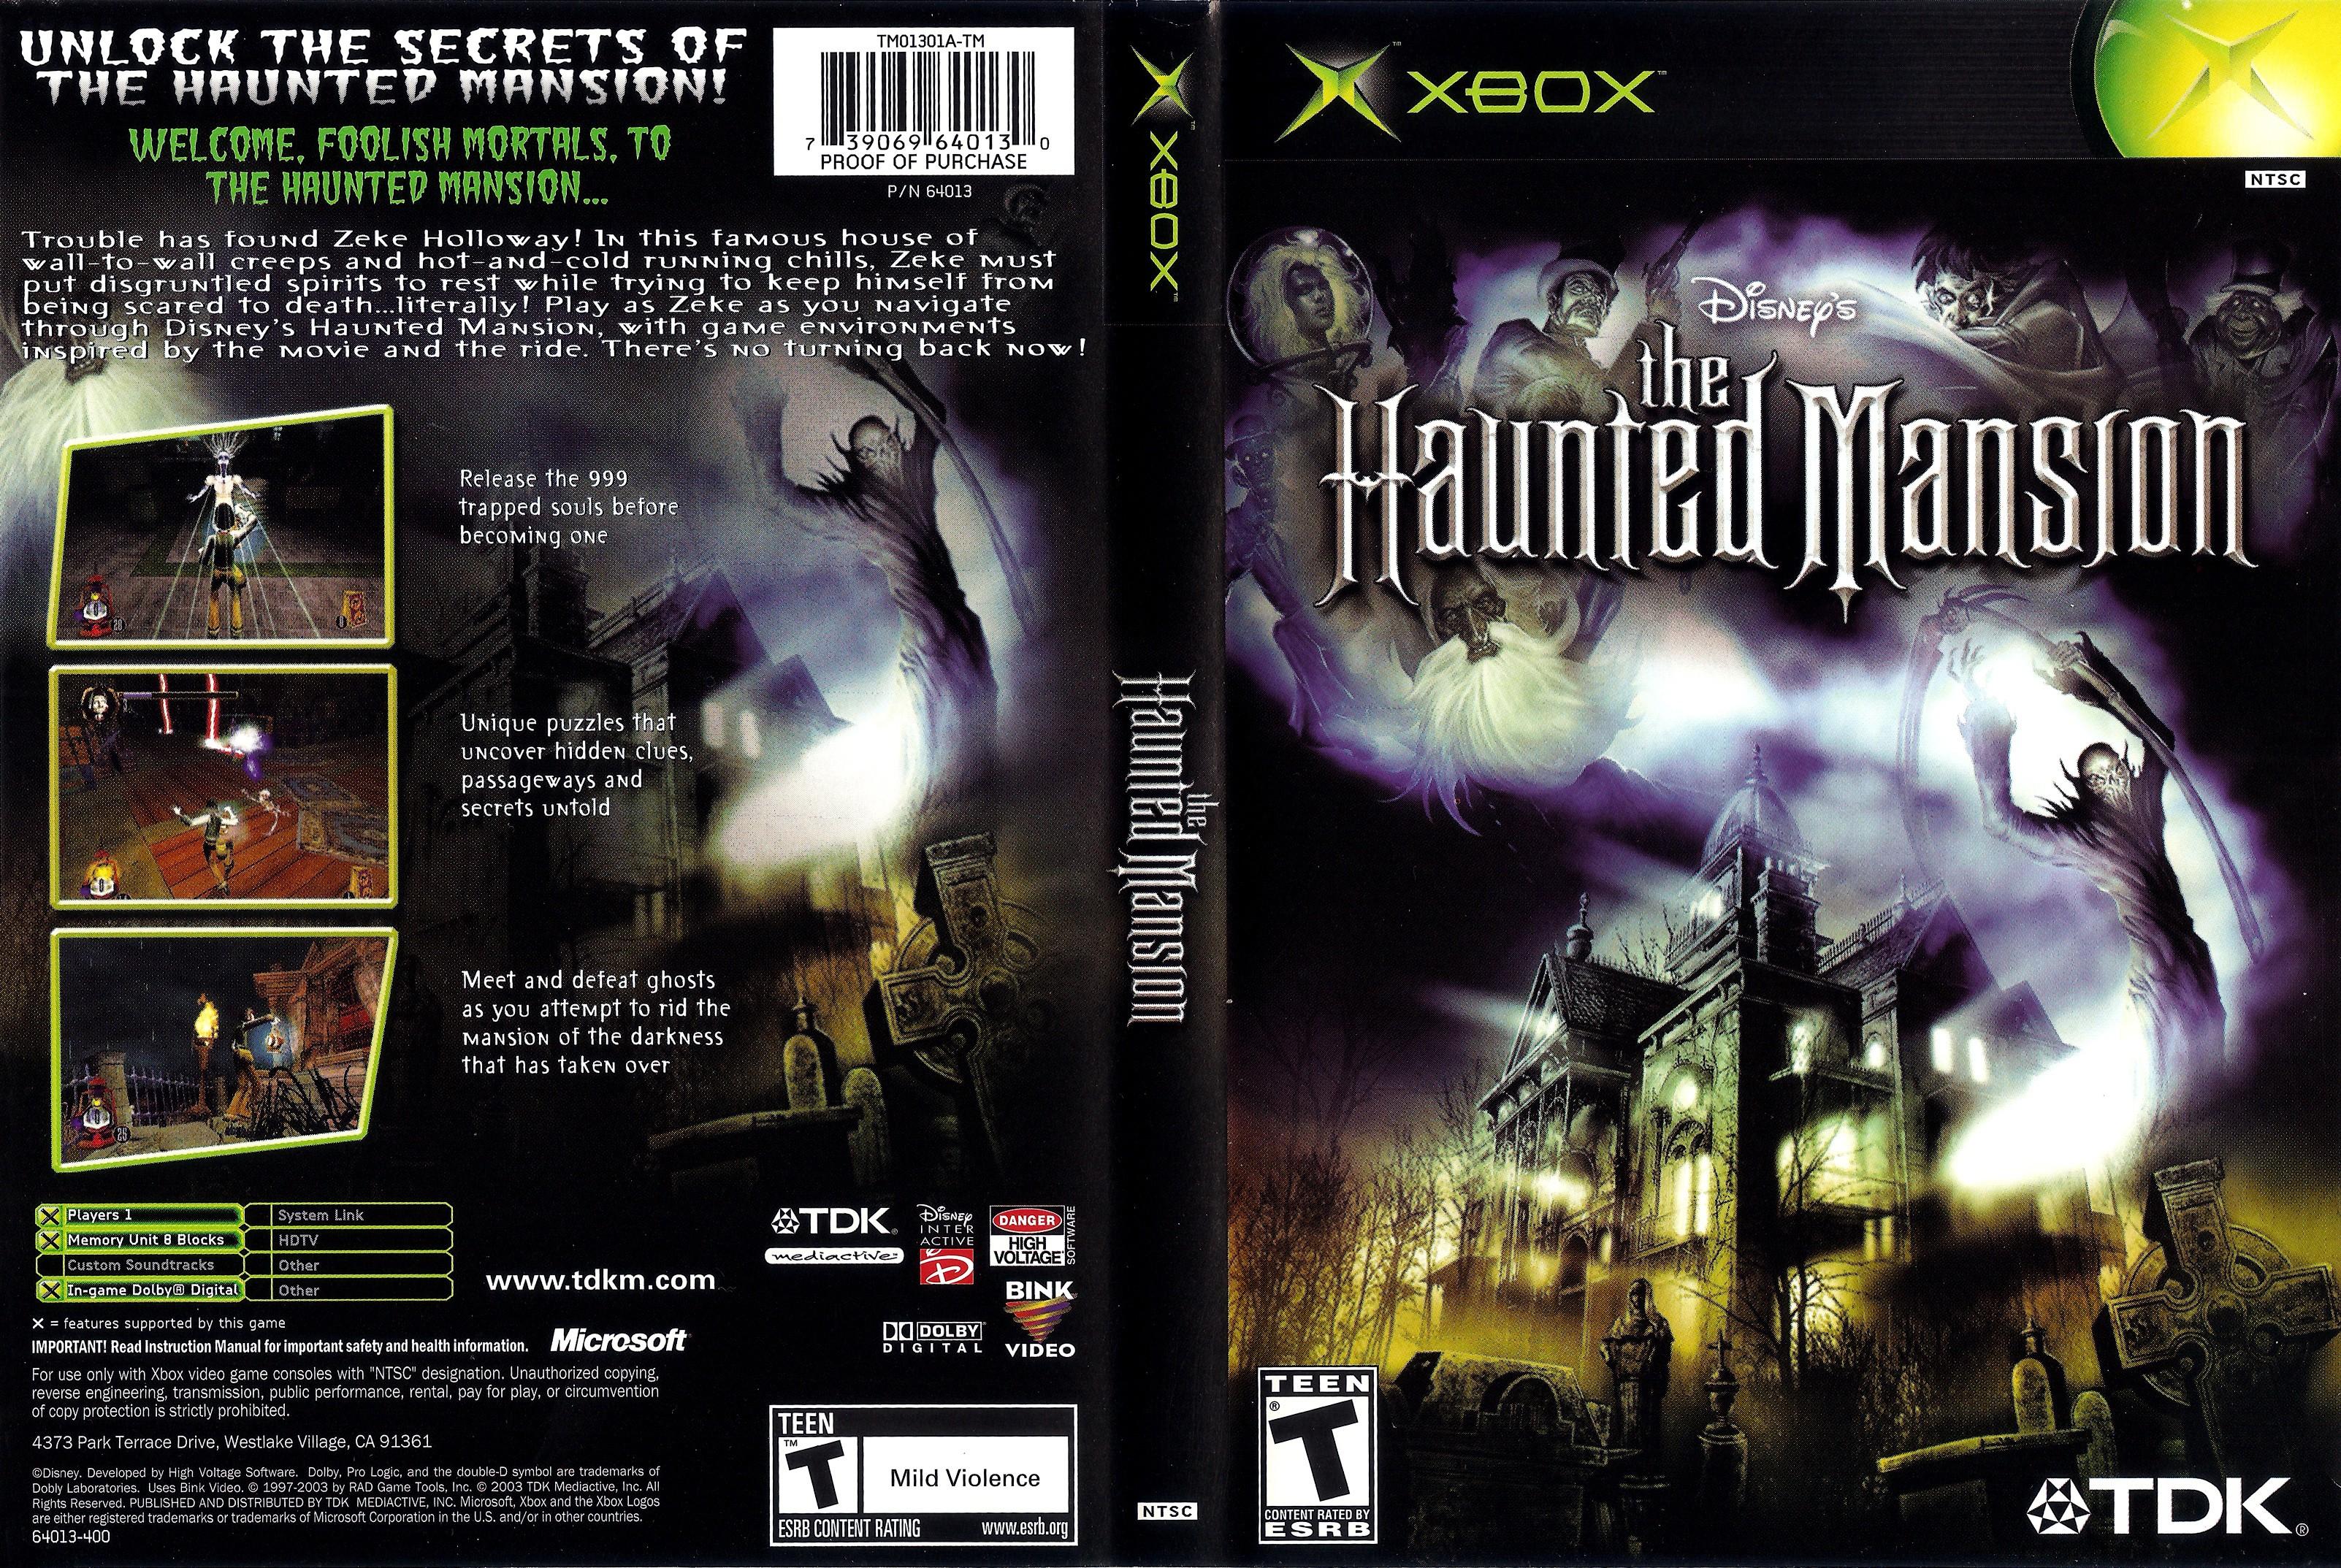 UNLOCK THE SECRETS OF
THE HAUNTED MANSION!
WELCOME, FOOLISH MORTALS, TO
THE HAUNTED MANSION...
TM01301A-TM
7 39069 64013 0
PROOF OF PURCHASE
P/N 64013
Trouble has found Zeke Holloway! In this famous house of
wall-to-wall creeps and hot-and-cold running chills, Zeke must
put disgruntled spirits to rest while trying to keep himself from
being scared to death...literally! Play as Zeke as you navigate
through Disney's Haunted Mansion, with game environments
inspired by the movie and the ride. There's no turning back now!
Release the 999
trapped souls before
becoming one
Unique puzzles that
uncover hidden clues,
passageways and
secrets untold
Meet and defeat ghosts
as you attempt to rid the
mansion of the darkness
that has taken over
Players 1
System Link
Memory Unit 8 Blocks
HDTV
Custom Soundtracks
Other
In-game Dolby® Digital
Other
X = features supported by this game
www.tdkm.com
TDK®
mediactive™
DISNEY
INTER
ACTIVE
DANGER
HIGH
VOLTAGE
SOFTWARE
BINK
VIDEO
DOLBY
DIGITAL
IMPORTANT! Read Instruction Manual for important safety and health information.
Microsoft
For use only with Xbox video game consoles with "NTSC" designation. Unauthorized copying,
reverse engineering, transmission, public performance, rental, pay for play, or circumvention
of copy protection is strictly prohibited.
4373 Park Terrace Drive, Westlake Village, CA 91361
©Disney. Developed by High Voltage Software. Dolby, Pro Logic, and the double-D symbol are trademarks of
Dobly Laboratories. Uses Bink Video. © 1997-2003 by RAD Game Tools, Inc. © 2003 TDK Mediactive, Inc. All
Rights Reserved. PUBLISHED AND DISTRIBUTED BY TDK MEDIACTIVE, INC. Microsoft, Xbox and the Xbox Logos
are either registered trademarks or trademarks of Microsoft Corporation in the U.S. and/or in other countries.
64013-400
TEEN
T™
Mild Violence
ESRB CONTENT RATING www.esrb.org
XBOX™
the
Haunted Mansion
NTSC
XBOX™
NTSC
Disney's
the
Haunted Mansion
TEEN
T®
CONTENT RATED BY
ESRB
TDK®